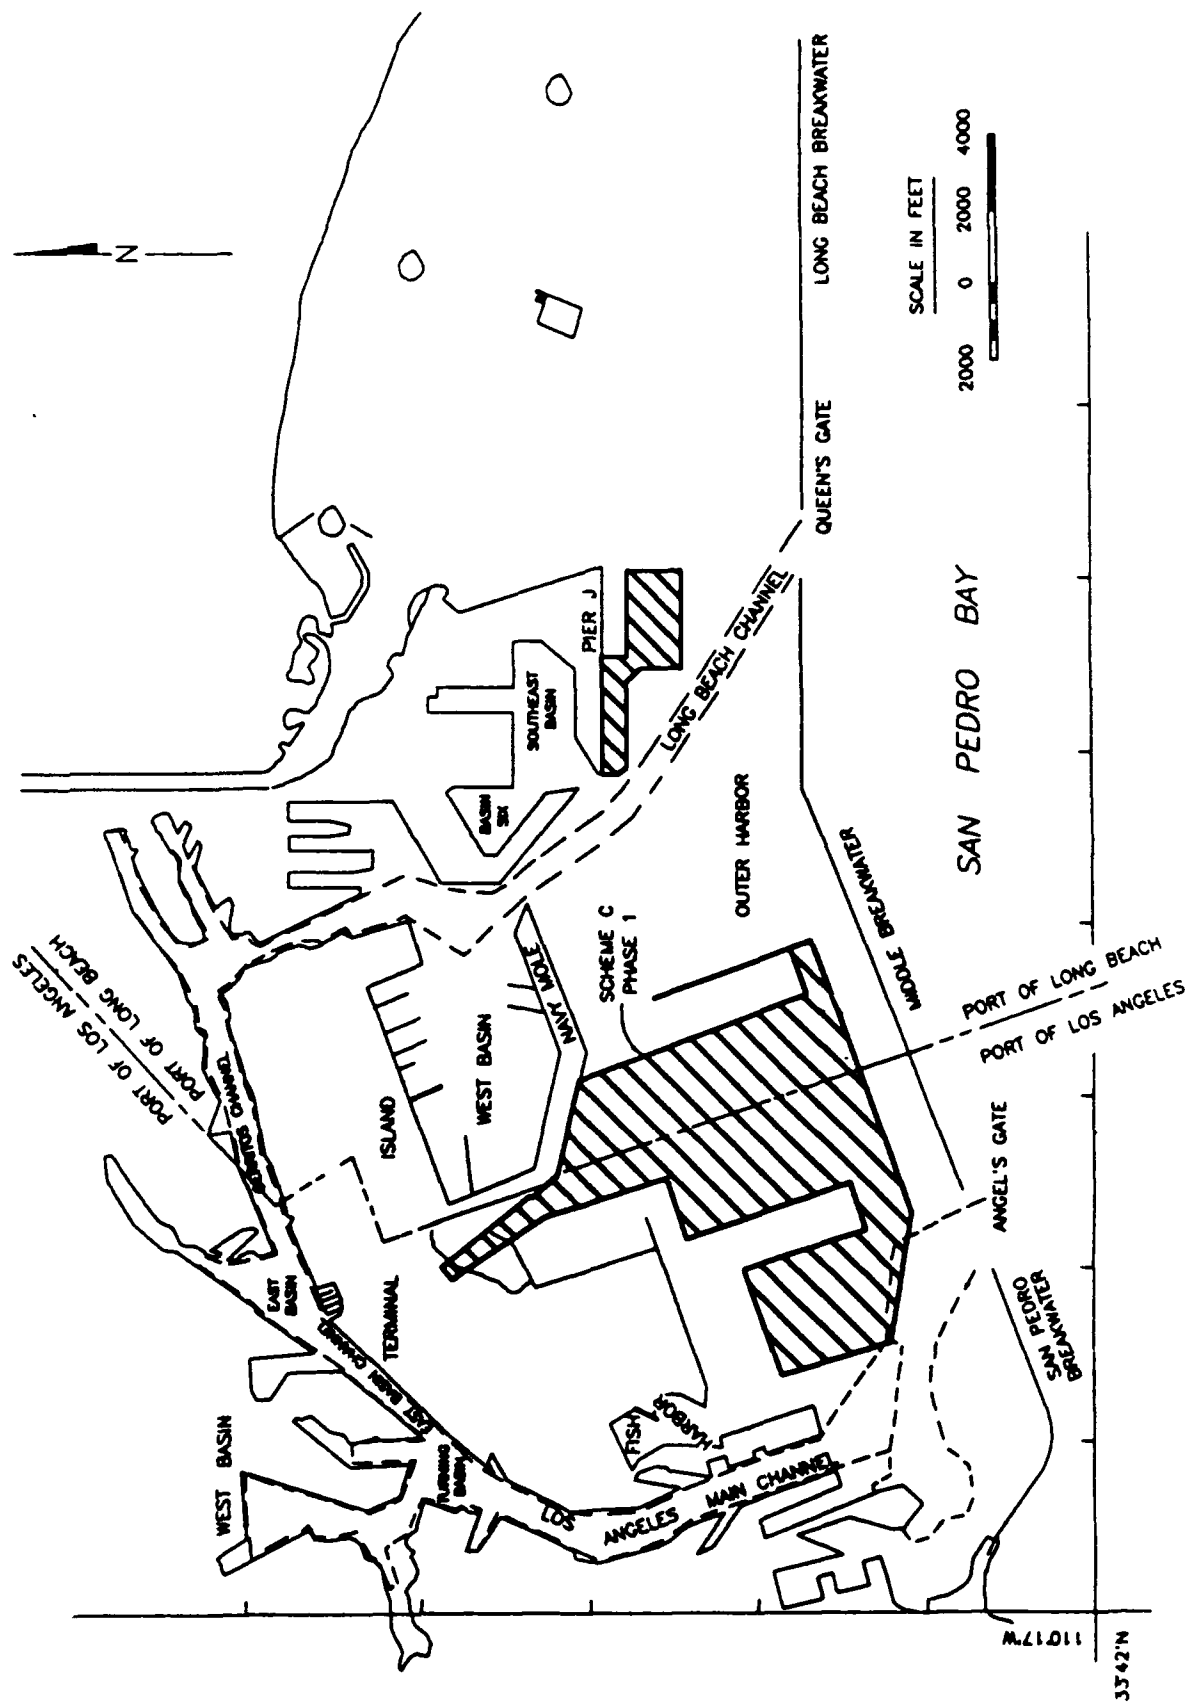 N
PORT OF LOS ANGELES
PORT OF LONG BEACH
WEST BASIN
EAST
BASIN
CERRITOS CHANNEL
EAST BASIN CHANNEL
TURNING
BASIN
TERMINAL
ISLAND
WEST BASIN
NAVY MOLE
BASIN
SIX
SOUTHEAST
BASIN
PIER J
LOS
ANGELES
MAIN CHANNEL
FISH
HARBOR
SCHEME C
PHASE 1
OUTER HARBOR
LONG BEACH CHANNEL
MIDDLE BREAKWATER
QUEEN'S GATE
LONG BEACH BREAKWATER
SAN PEDRO
BREAKWATER
ANGEL'S GATE
PORT OF LONG BEACH
PORT OF LOS ANGELES
SAN PEDRO BAY
SCALE IN FEET
2000 0 2000 4000
110°17'W
33°42'N